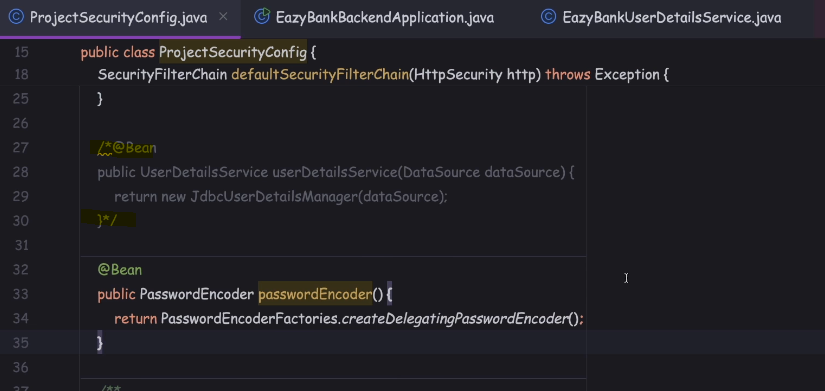 ProjectSecurityConfig.java × EazyBankBackendApplication.java EazyBankUserDetailsService.java
15 public class ProjectSecurityConfig {
18 SecurityFilterChain defaultSecurityFilterChain(HttpSecurity http) throws Exception {
25 }
26
27 /*@Bean
28 public UserDetailsService userDetailsService(DataSource dataSource) {
29 return new JdbcUserDetailsManager(dataSource);
30 }*/
31
32 @Bean
33 public PasswordEncoder passwordEncoder() {
34 return PasswordEncoderFactories.createDelegatingPasswordEncoder();
35 }
36
37 /**